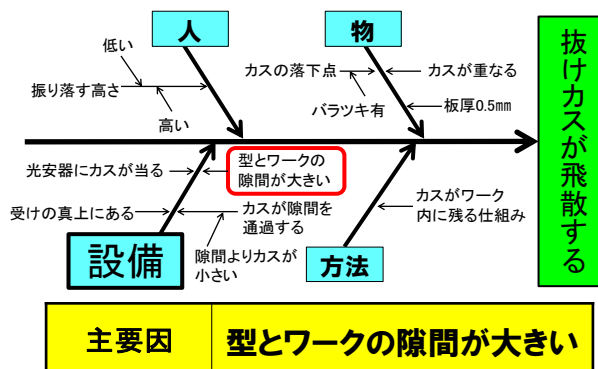 人
物
低い
振り落す高さ
高い
カスの落下点
バラツキ有
カスが重なる
板厚0.5mm
抜けカスが飛散する
光安器にカスが当る
型とワークの
隙間が大きい
受けの真上にある
カスが隙間を
通過する
隙間よりカスが
小さい
カスがワーク
内に残る仕組み
設備
方法
主要因
型とワークの隙間が大きい